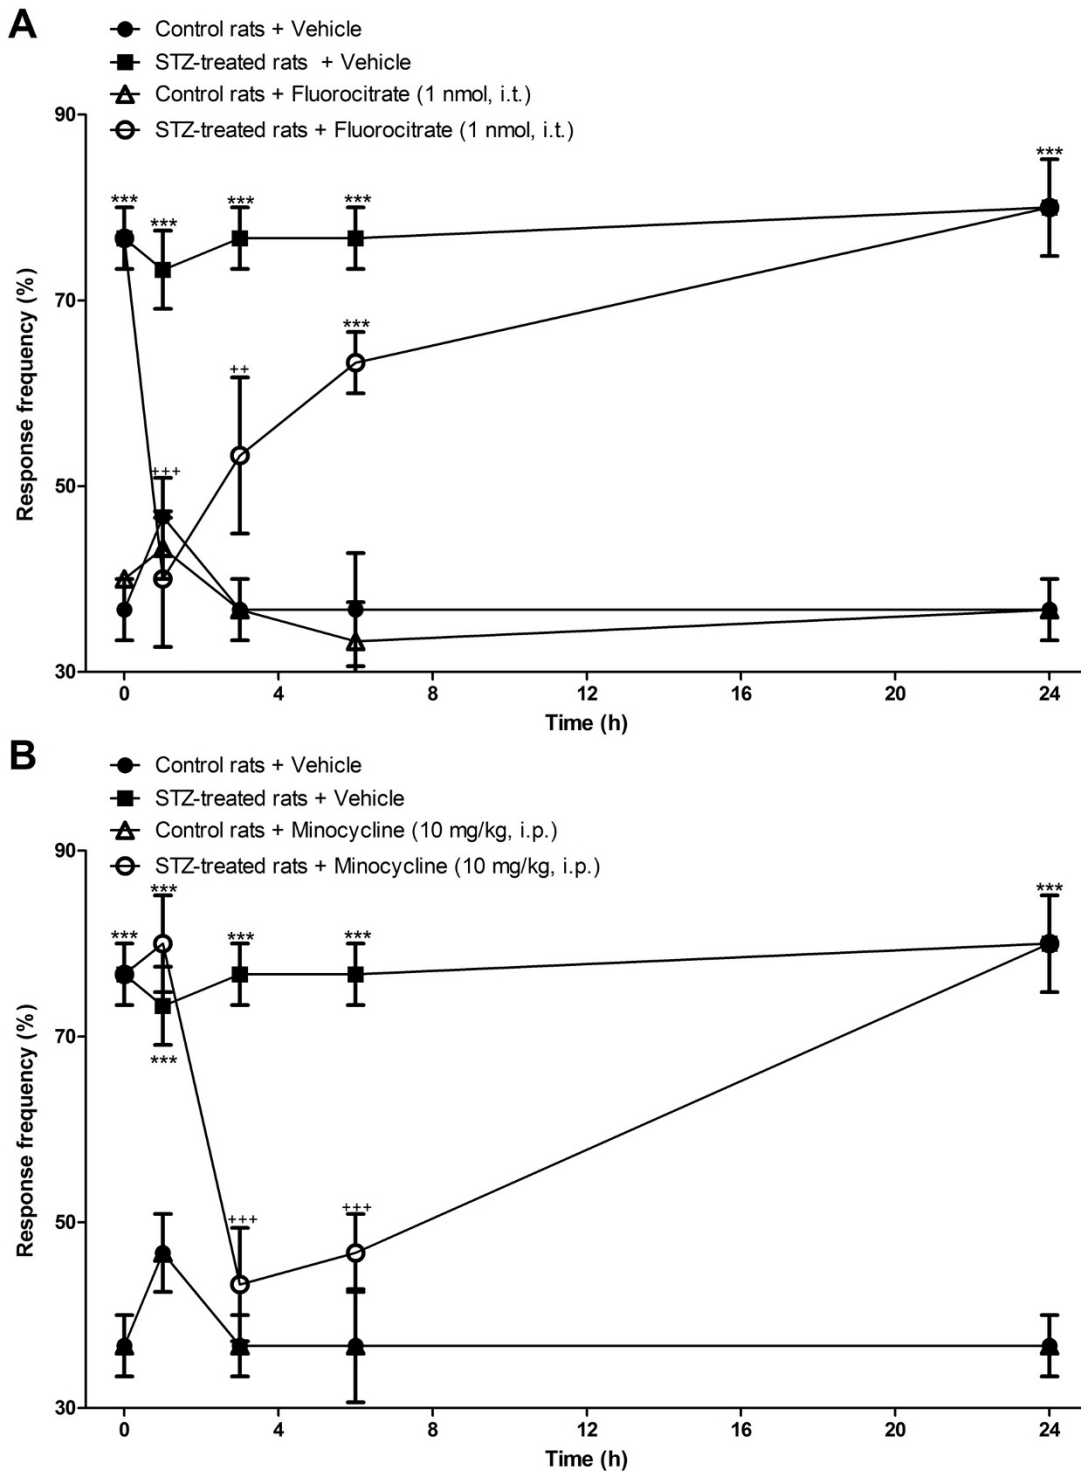 A
Control rats + Vehicle
STZ-treated rats + Vehicle
Control rats + Fluorocitrate (1 nmol, i.t.)
STZ-treated rats + Fluorocitrate (1 nmol, i.t.)
90
***
*** *** *** ***
70
***
++
+++
50
30
Response frequency (%)
0 4 8 12 16 20 24
Time (h)
B
Control rats + Vehicle
STZ-treated rats + Vehicle
Control rats + Minocycline (10 mg/kg, i.p.)
STZ-treated rats + Minocycline (10 mg/kg, i.p.)
90
*** ***
*** *** ***
70
***
+++ +++
50
30
Response frequency (%)
0 4 8 12 16 20 24
Time (h)